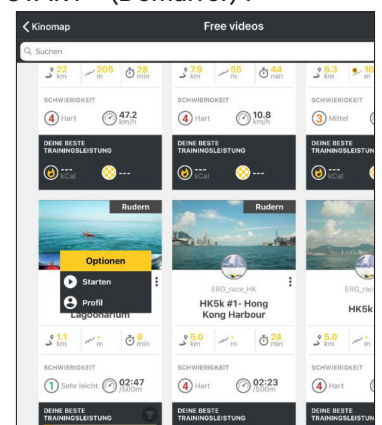 Kinomap
Free videos
Suchen
22 km
205 m
28 min
7.9 km
55 m
44 min
9.3 km
SCHWIERIGKEIT
4 Hart
47.2 km/h
SCHWIERIGKEIT
4 Hart
10.8 km/h
SCHWIERIGKEIT
3 Mittel
DEINE BESTE
TRAININGSLEISTUNG
--- kCal
---
DEINE BESTE
TRAININGSLEISTUNG
--- kCal
---
DEINE BESTE
TRAININGSLEISTUN
--- kCal
Rudern
Optionen
Starten
Profil
Lagoonarium
Rudern
ERG_race_HK
HK5k #1- Hong
Kong Harbour
ERG_rac
HK5k
1.1 km
- m
6 min
5.0 km
- m
24 min
5.0 km
- m
SCHWIERIGKEIT
1 Sehr leicht
02:47 /500m
SCHWIERIGKEIT
4 Hart
02:23 /500m
SCHWIERIGKEIT
4 Hart
DEINE BESTE
TRAININGSLEISTUNG
DEINE BESTE
TRAININGSLEISTUNG
DEINE BESTE
TRAININGSLEISTUN